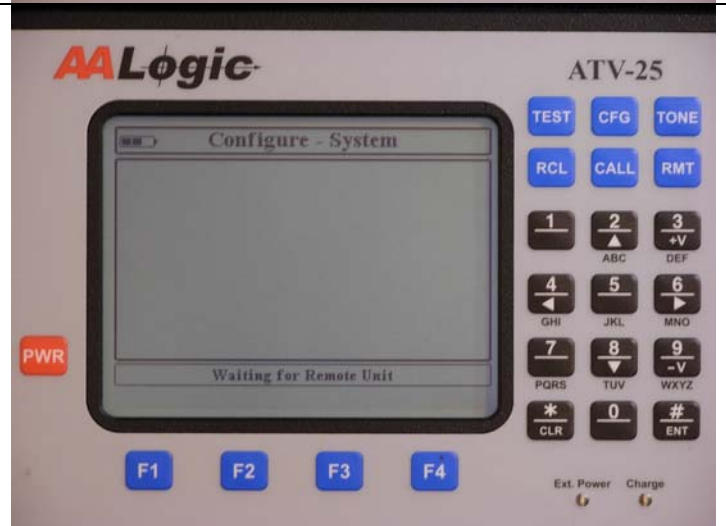 AALogic
ATV-25
TEST CFG TONE
Configure - System
RCL CALL RMT
1 2 3
+V
ABC DEF
4 5 6
GHI JKL MNO
PWR
7 8 9
-V
PQRS TUV WXYZ
Waiting for Remote Unit
* 0 #
CLR ENT
F1 F2 F3 F4
Ext. Power Charge